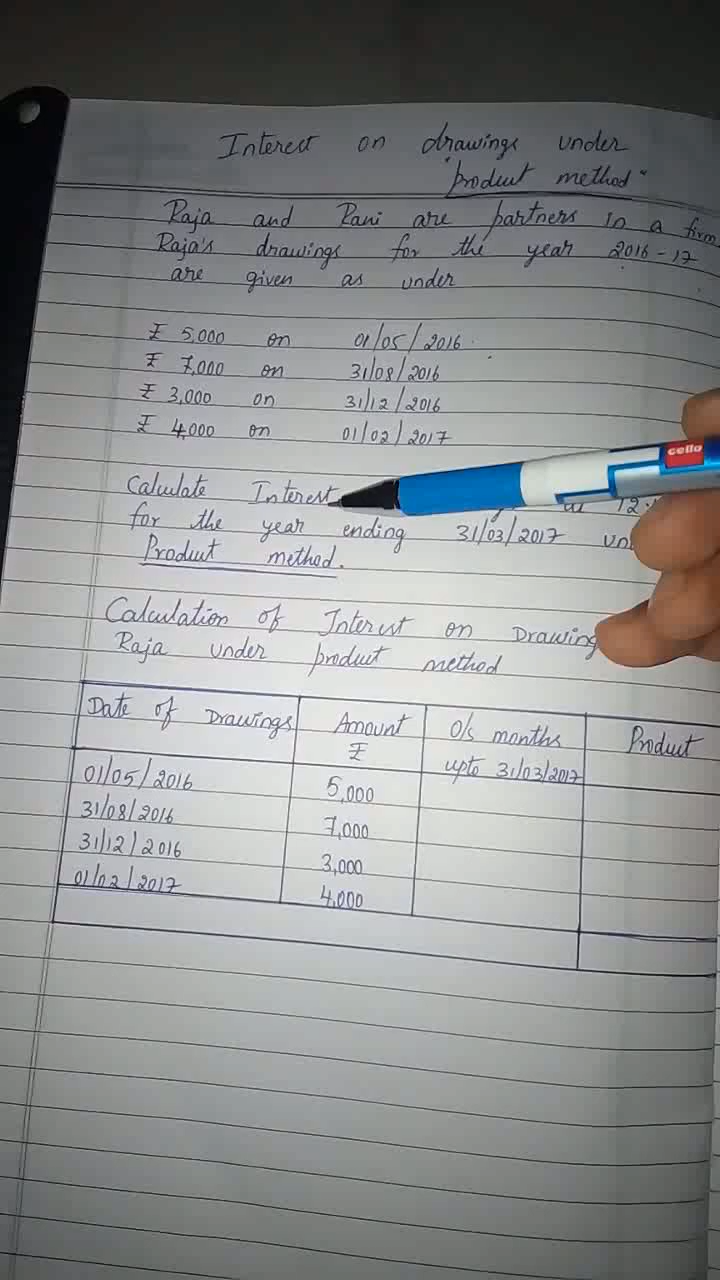 Interest on drawings under
"product method"
Raja and Rani are partners in a firm
Raja's drawings for the year 2016-17
are given as under
₹ 5,000 on 01/05/2016
₹ 7,000 on 31/08/2016
₹ 3,000 on 31/12/2016
₹ 4,000 on 01/02/2017
cello
Calculate Interest 12
for the year ending 31/03/2017
Product method.
Calculation of Interest on Drawing
Raja under product method
Date of Drawings Amount ₹ O/s months upto 31/03/2017 Product
01/05/2016 5,000
31/08/2016 7,000
31/12/2016 3,000
01/02/2017 4,000